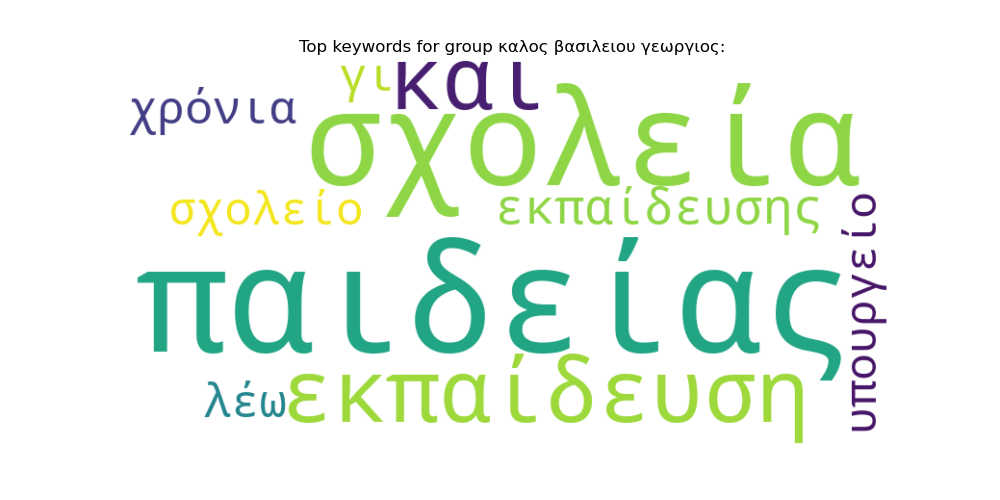 Top keywords for group καλος βασιλειου γεωργιος:
γι
και
χρόνια
σχολεία
σχολείο
εκπαίδευσης
υπουργείο
παιδείας
λέω
εκπαίδευση